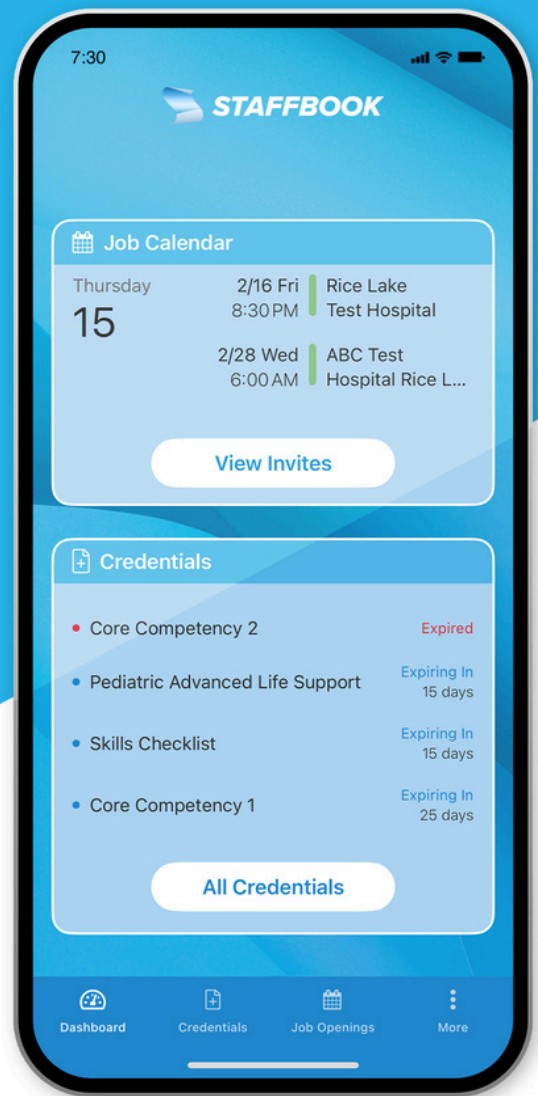 7:30
STAFFBOOK
Job Calendar
Thursday
15
2/16 Fri
8:30 PM
Rice Lake
Test Hospital
2/28 Wed
6:00 AM
ABC Test
Hospital Rice L...
View Invites
Credentials
Core Competency 2
Expired
Pediatric Advanced Life Support
Expiring In
15 days
Skills Checklist
Expiring In
15 days
Core Competency 1
Expiring In
25 days
All Credentials
Dashboard
Credentials
Job Openings
More